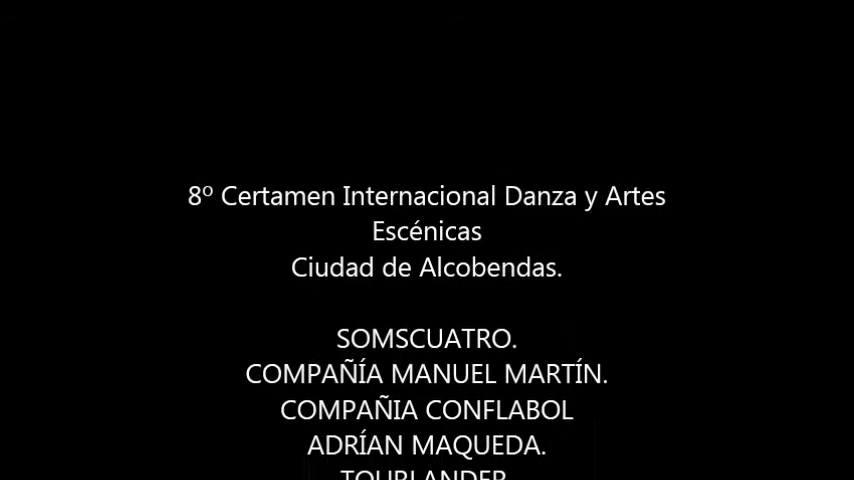 8º Certamen Internacional Danza y Artes
Escénicas
Ciudad de Alcobendas.
SOMSCUATRO.
COMPAÑÍA MANUEL MARTÍN.
COMPAÑIA CONFLABOL
ADRÍAN MAQUEDA.